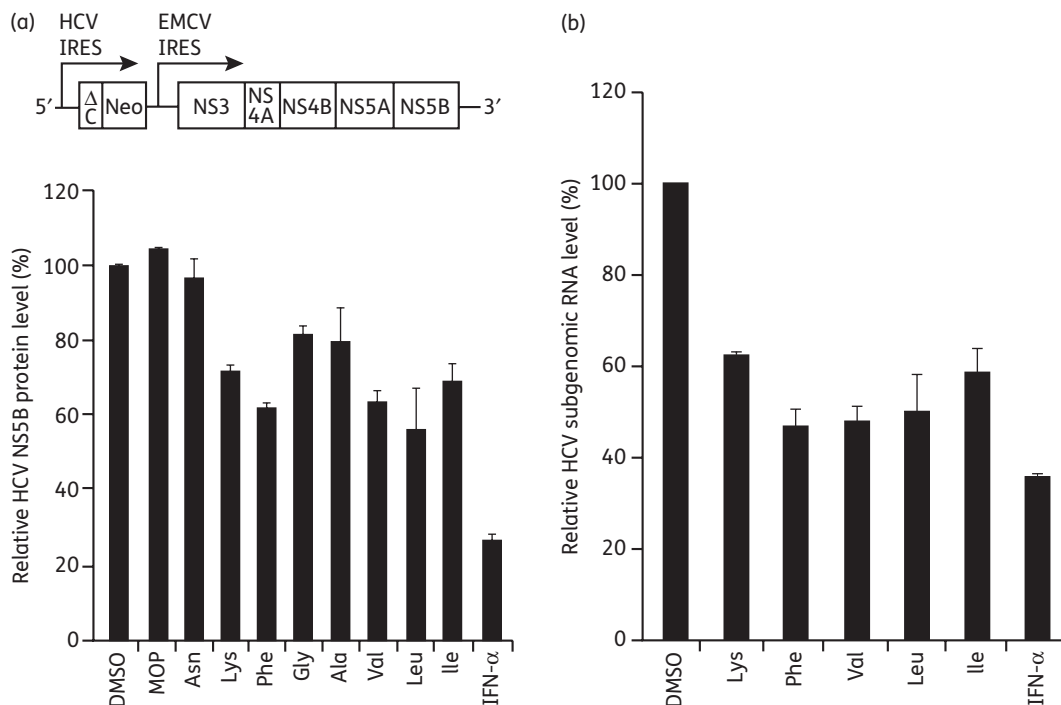 (a)
HCV
IRES
EMCV
IRES
5′
Δ
C
Neo
NS3
NS
4A
NS4B
NS5A
NS5B
3′
Relative HCV NS5B protein level (%)
120
100
80
60
40
20
0
DMSO
MOP
Asn
Lys
Phe
Gly
Ala
Val
Leu
Ile
IFN-α
(b)
Relative HCV subgenomic RNA level (%)
120
100
80
60
40
20
0
DMSO
Lys
Phe
Val
Leu
Ile
IFN-α